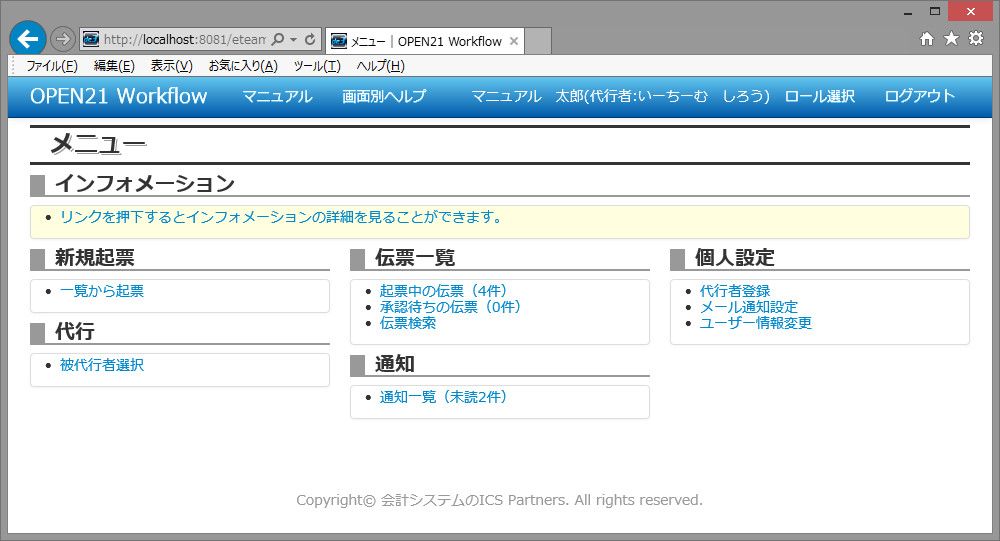 http://localhost:8081/eteam
メニュー | OPEN21 Workflow
ファイル(F) 編集(E) 表示(V) お気に入り(A) ツール(T) ヘルプ(H)
OPEN21 Workflow マニュアル 画面別ヘルプ マニュアル 太郎(代行者:いーちーむ しろう) ロール選択 ログアウト
メニュー
インフォメーション
• リンクを押下するとインフォメーションの詳細を見ることができます。
新規起票
• 一覧から起票
代行
• 被代行者選択
伝票一覧
• 起票中の伝票（4件）
• 承認待ちの伝票（0件）
• 伝票検索
通知
• 通知一覧（未読2件）
個人設定
• 代行者登録
• メール通知設定
• ユーザー情報変更
Copyright© 会計システムのICS Partners. All rights reserved.